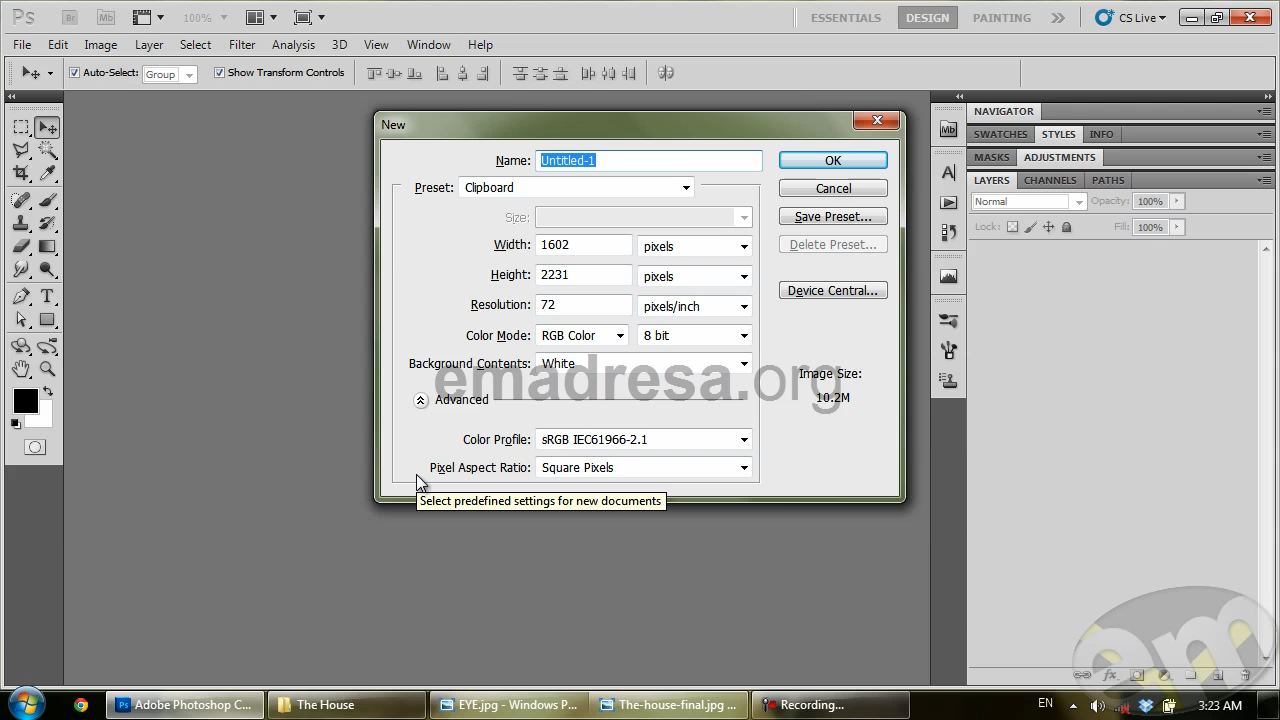 Ps Br Mb 100% ESSENTIALS DESIGN PAINTING CS Live
File Edit Image Layer Select Filter Analysis 3D View Window Help
Auto-Select: Group Show Transform Controls
NAVIGATOR
SWATCHES STYLES INFO
MASKS ADJUSTMENTS
LAYERS CHANNELS PATHS
Normal Opacity: 100%
Lock: Fill: 100%
Mb
New
Name: Untitled-1 OK
Preset: Clipboard Cancel
Size: Save Preset...
Width: 1602 pixels Delete Preset...
Height: 2231 pixels
Device Central...
Resolution: 72 pixels/inch
Color Mode: RGB Color 8 bit
Background Contents: White
Image Size:
10.2M
emadresa.org
Advanced
Color Profile: sRGB IEC61966-2.1
Pixel Aspect Ratio: Square Pixels
Select predefined settings for new documents
em
Adobe Photoshop C... The House EYE.jpg - Windows P... The-house-final.jpg ... Recording... EN 3:23 AM